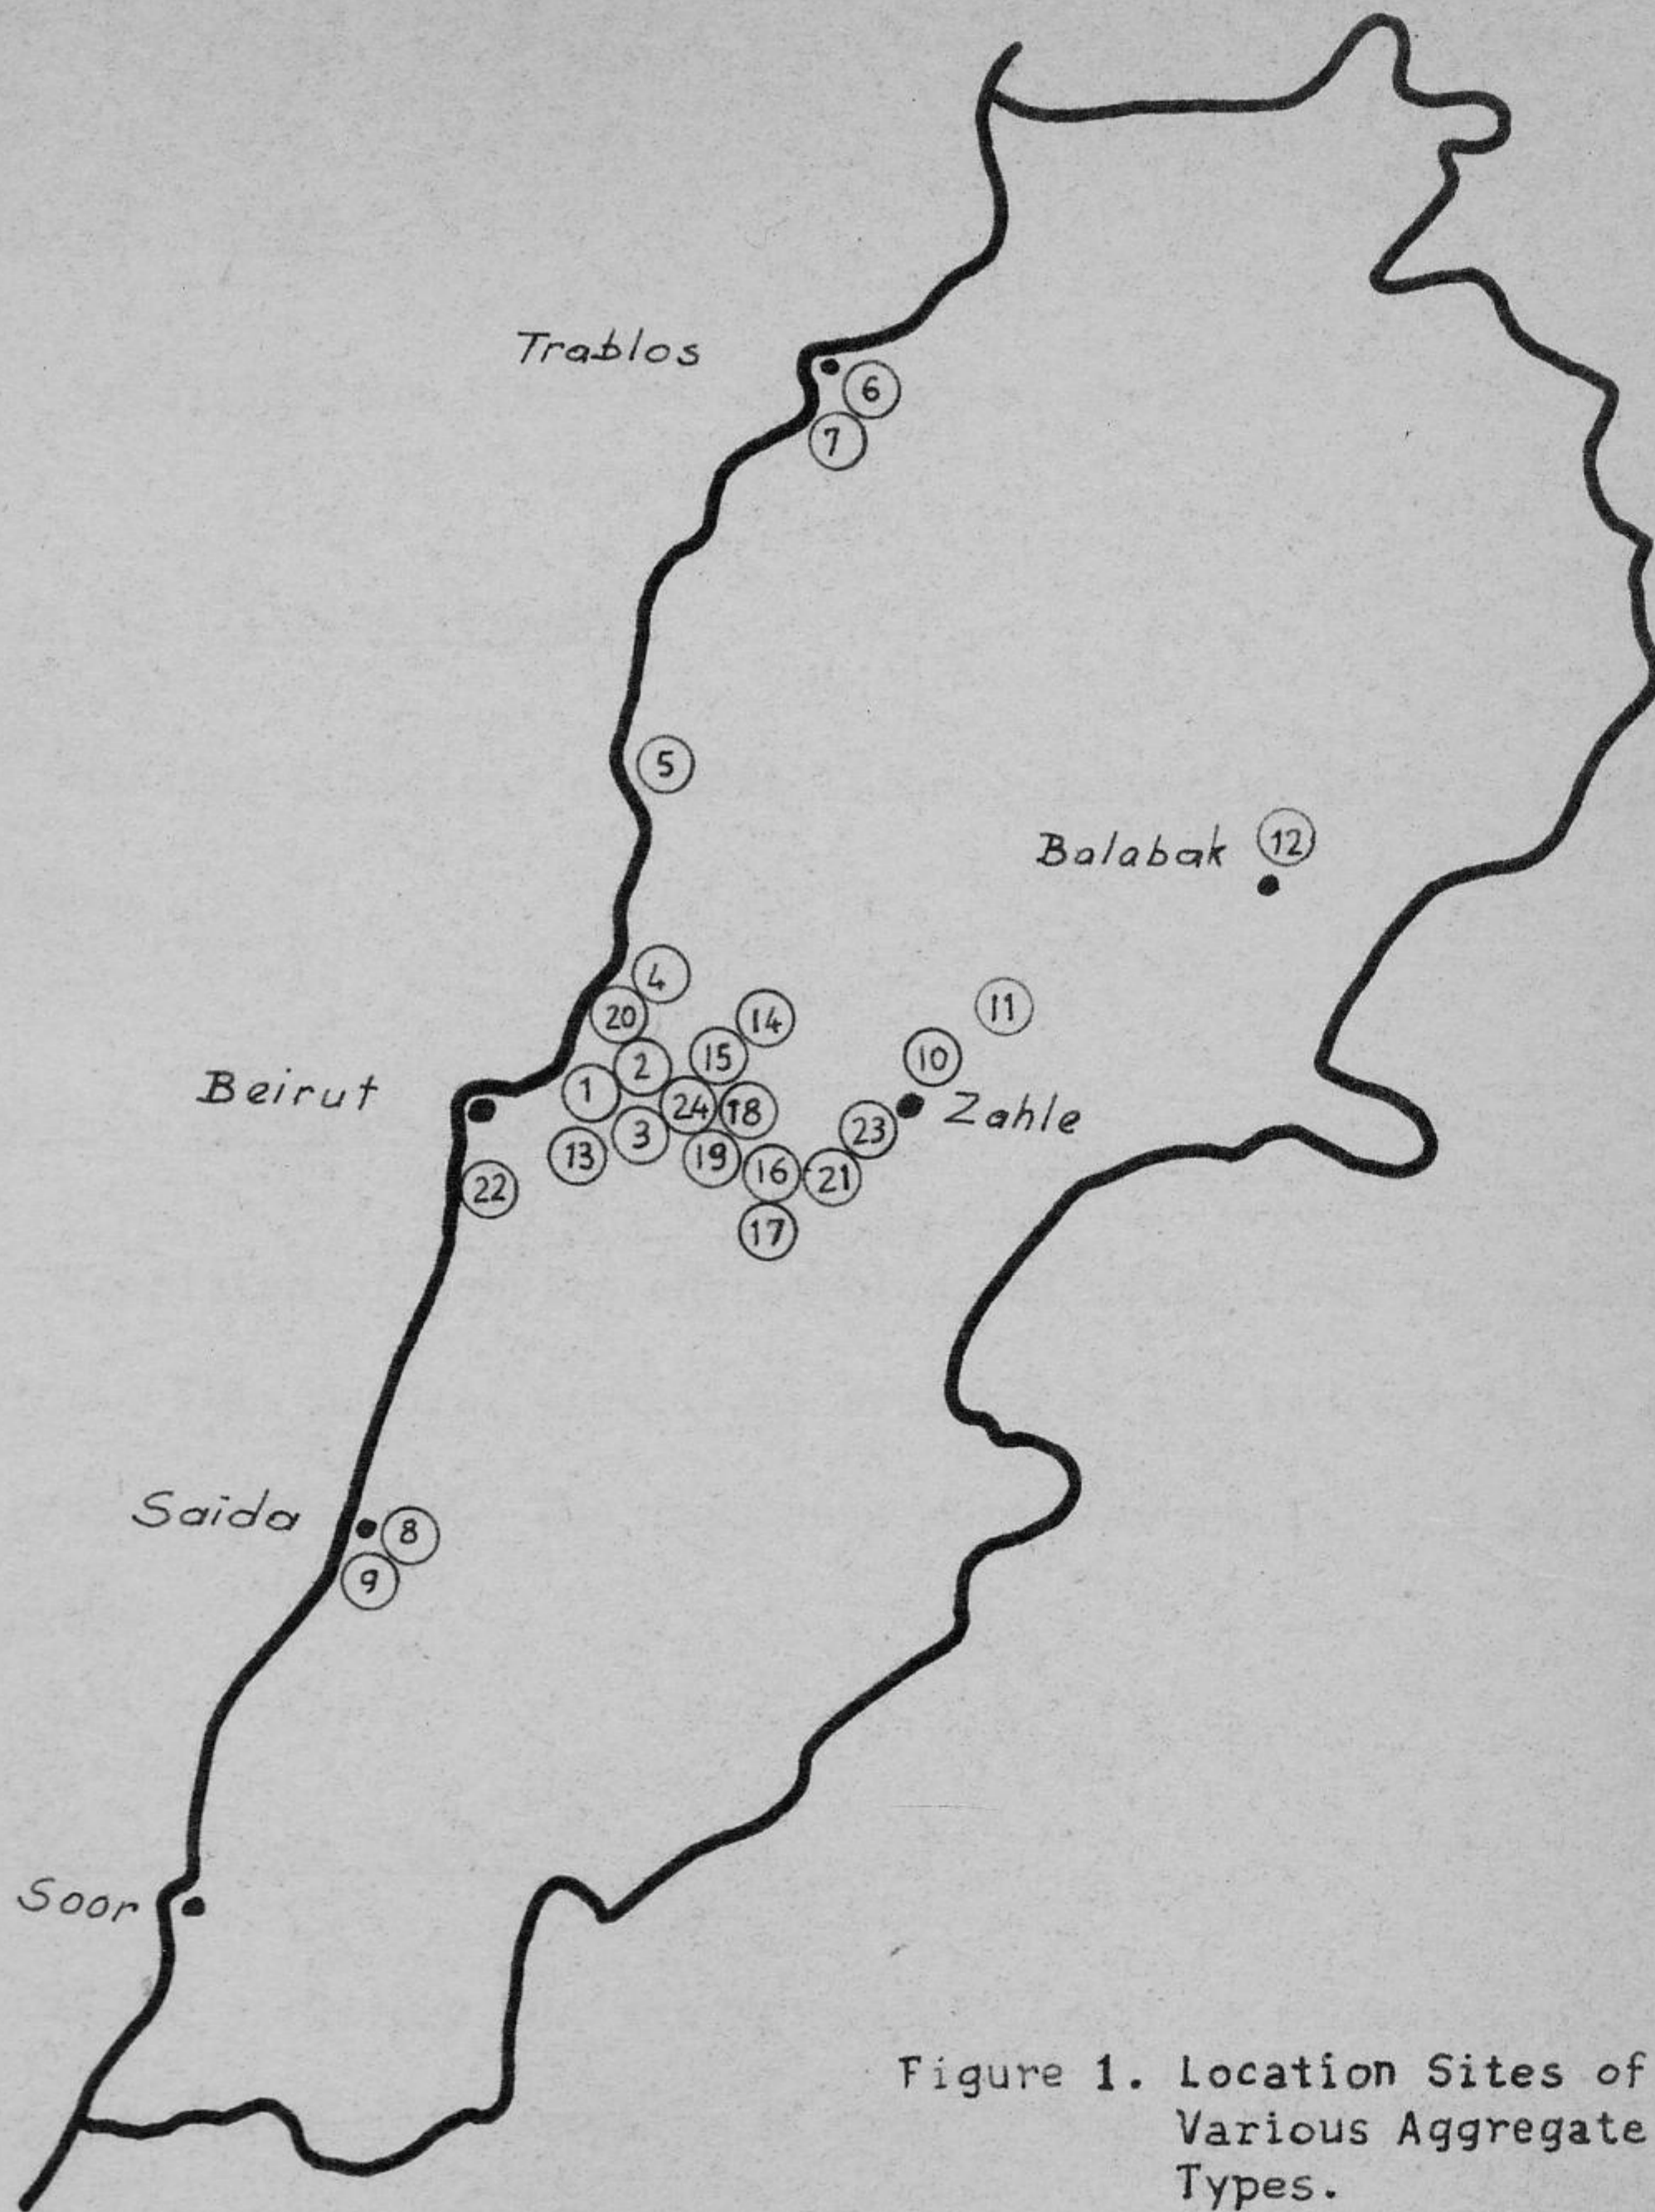 Trablos
6
7
5
Balabak
12
4
20
14
11
15
10
2
1
Beirut
24
18
Zahle
3
23
13
19
16
21
22
17
Saida
8
9
Soor
Figure 1. Location Sites of
Various Aggregate
Types.